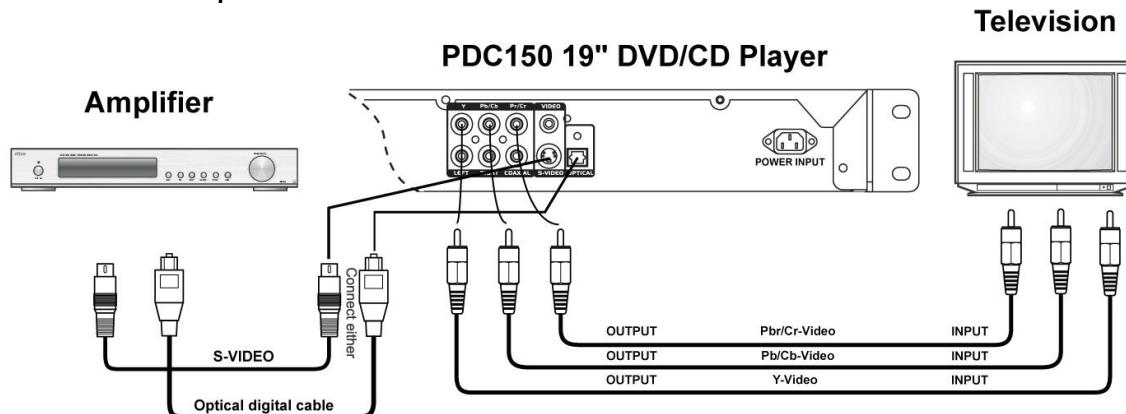 Television
PDC150 19" DVD/CD Player
Amplifier
Y Pb/Cb Pr/Cr VIDEO
LEFT RIGHT COAXIAL S-VIDEO OPTICAL
POWER INPUT
Connect either
OUTPUT Pbr/Cr-Video INPUT
OUTPUT Pb/Cb-Video INPUT
OUTPUT Y-Video INPUT
S-VIDEO
Optical digital cable